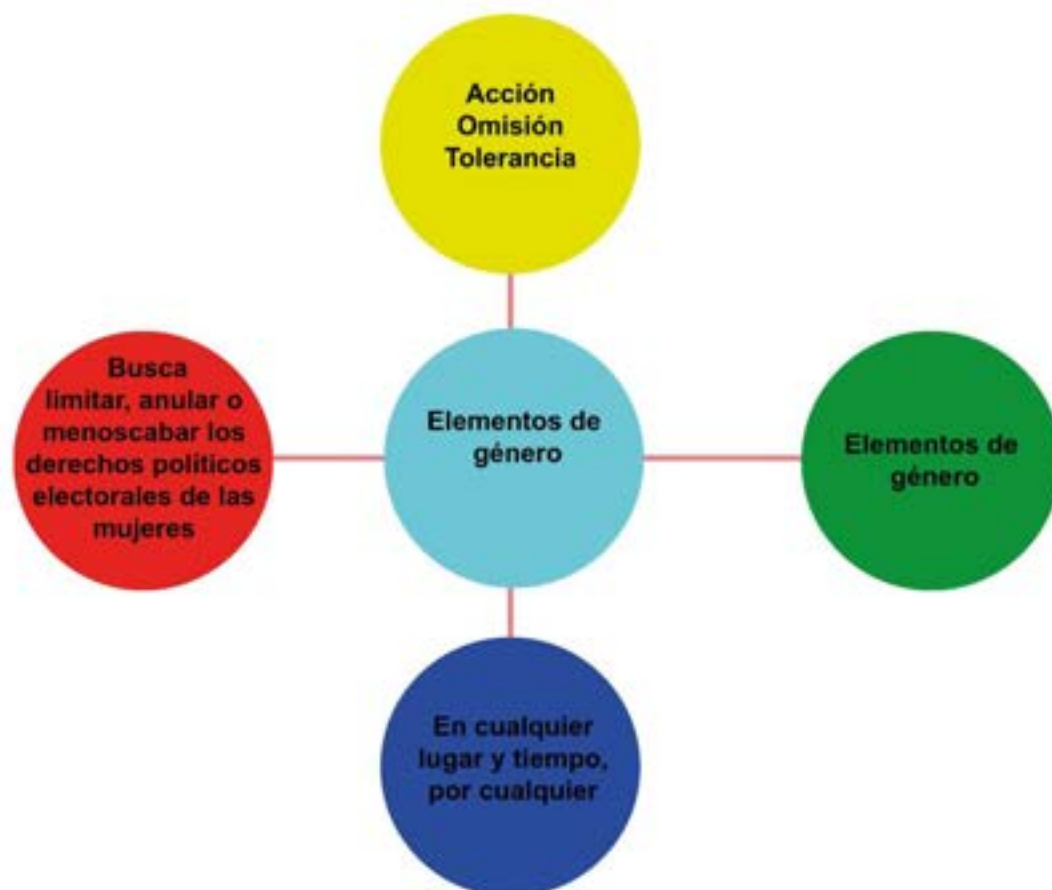 Acción
Omisión
Tolerancia
Busca
limitar, anular o
menoscabar los
derechos políticos
electorales de las
mujeres
Elementos de
género
Elementos de
género
En cualquier
lugar y tiempo,
por cualquier